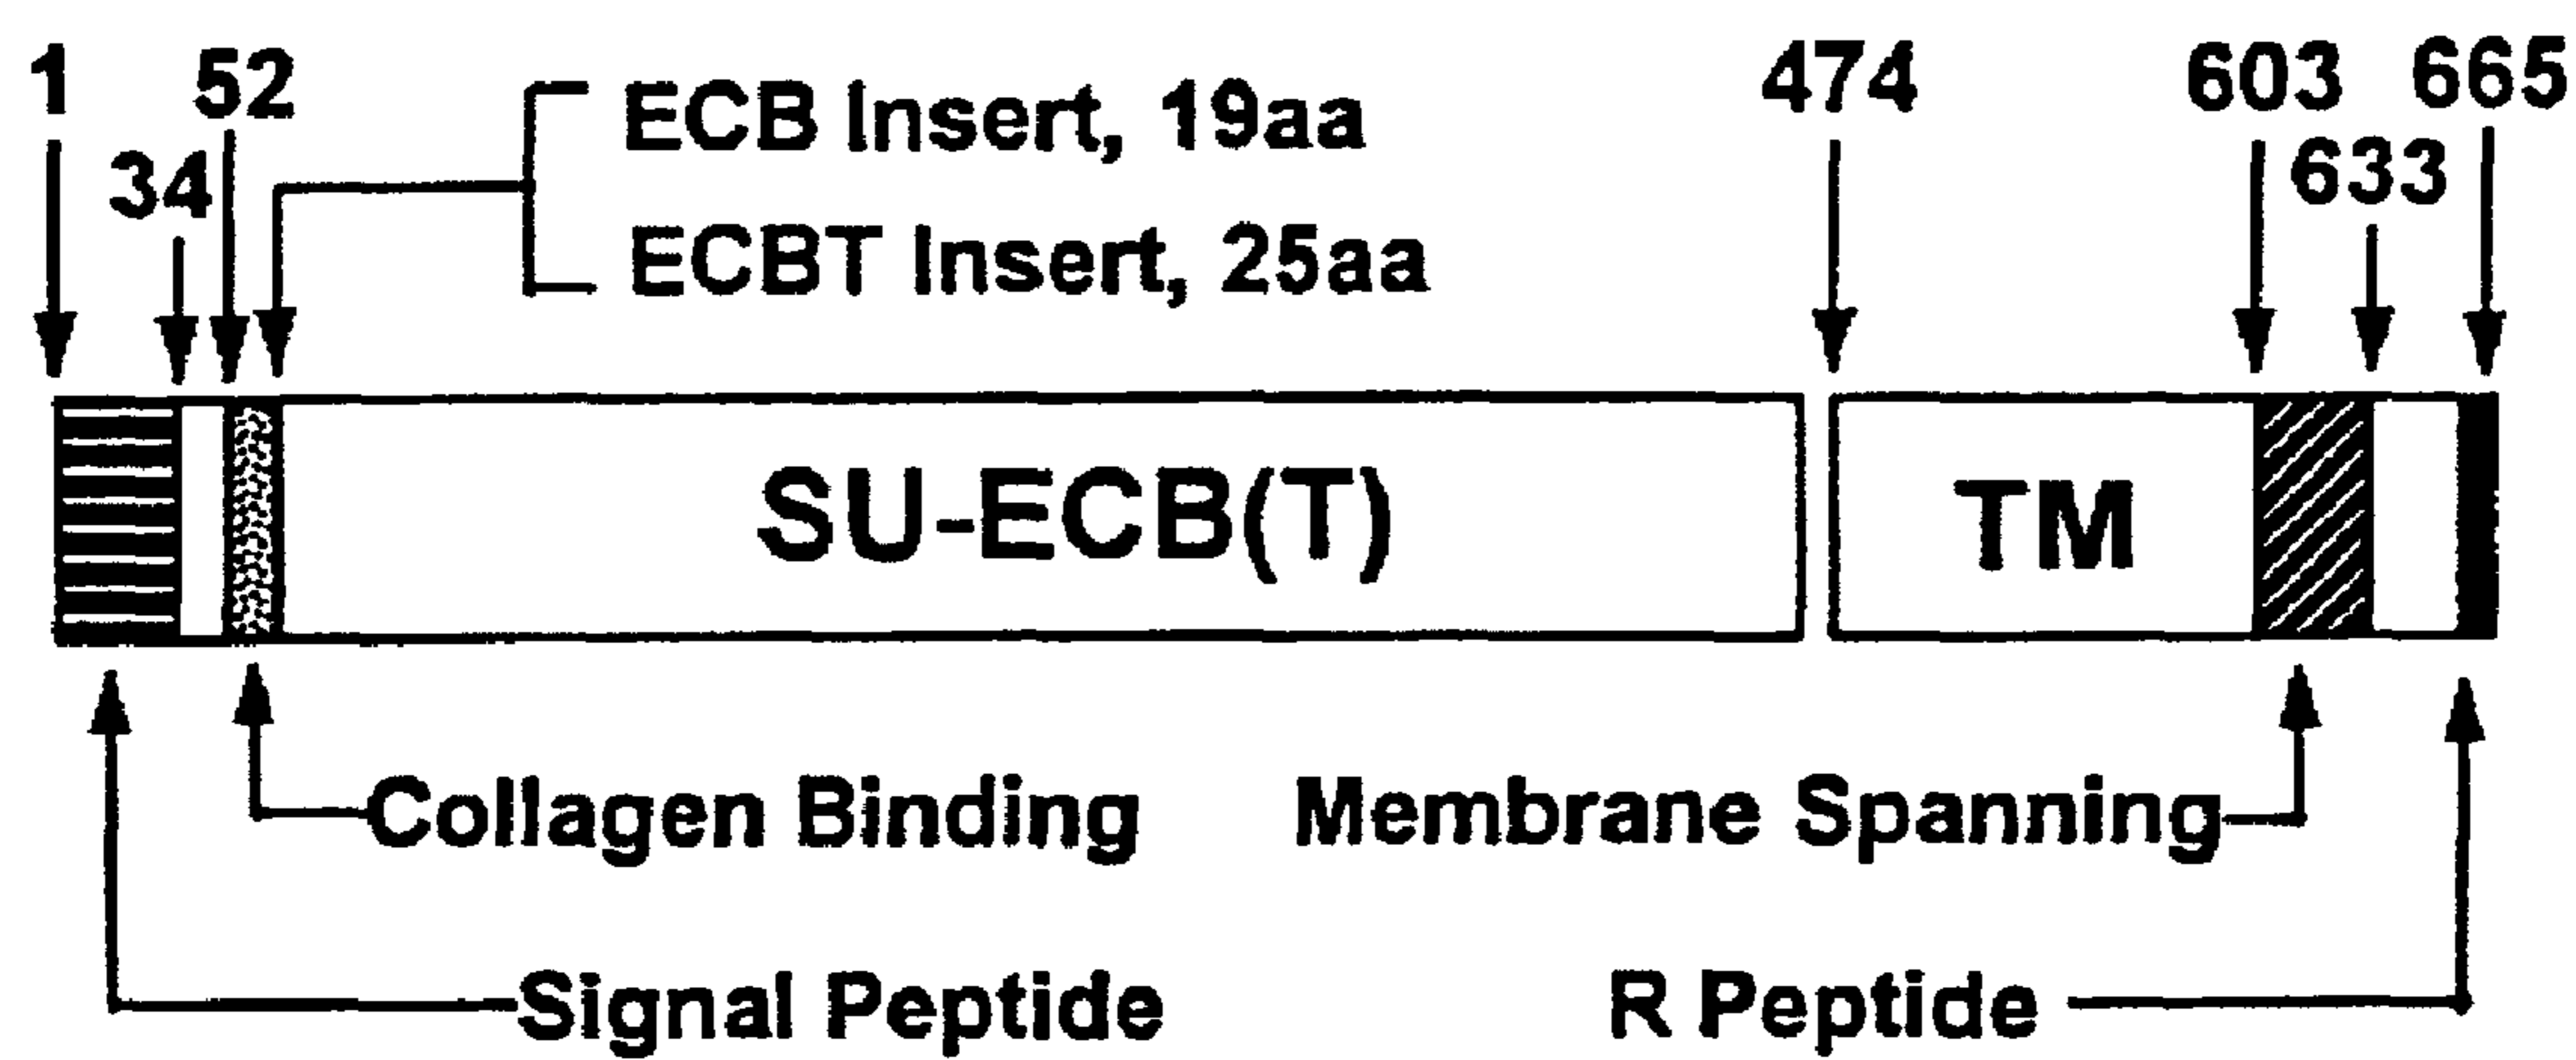 1
34
52
ECB Insert, 19aa
ECBT Insert, 25aa
474
603
633
665
SU-ECB(T)
TM
Collagen Binding
Membrane Spanning
Signal Peptide
R Peptide